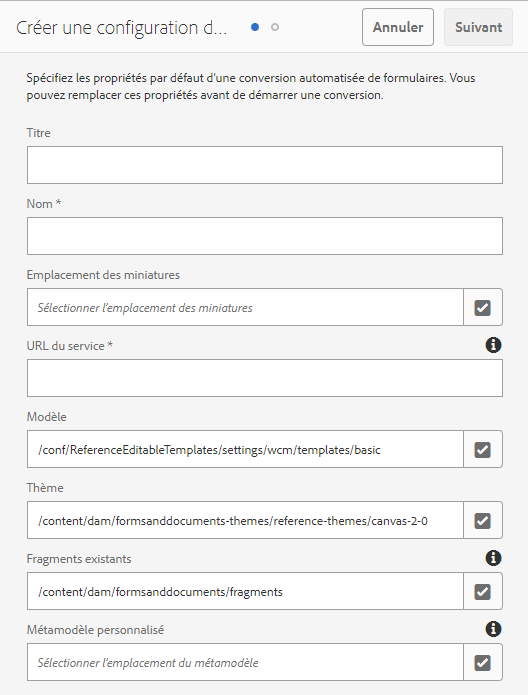 Créer une configuration d...
Annuler
Suivant
Spécifiez les propriétés par défaut d'une conversion automatisée de formulaires. Vous
pouvez remplacer ces propriétés avant de démarrer une conversion.
Titre
Nom *
Emplacement des miniatures
Sélectionner l'emplacement des miniatures
URL du service *
Modèle
/conf/ReferenceEditableTemplates/settings/wcm/templates/basic
Thème
/content/dam/formsanddocuments-themes/reference-themes/canvas-2-0
Fragments existants
/content/dam/formsanddocuments/fragments
Métamodèle personnalisé
Sélectionner l'emplacement du métamodèle